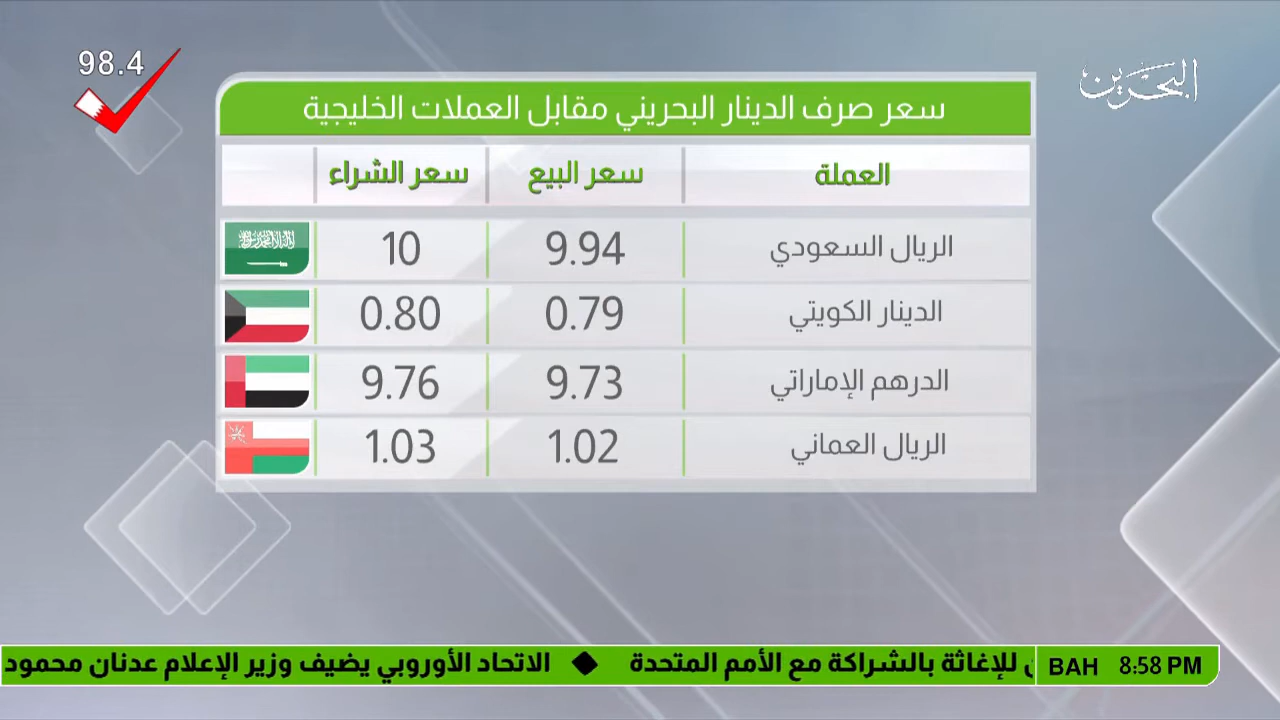 98.4
البحرين
سعر صرف الدينار البحريني مقابل العملات الخليجية
العملة سعر البيع سعر الشراء
الريال السعودي 9.94 10
الدينار الكويتي 0.79 0.80
الدرهم الإماراتي 9.73 9.76
الريال العماني 1.02 1.03
BAH 8:58 PM
للإغاثة بالشراكة مع الأمم المتحدة ◆ الاتحاد الأوروبي يضيف وزير الإعلام عدنان محمود